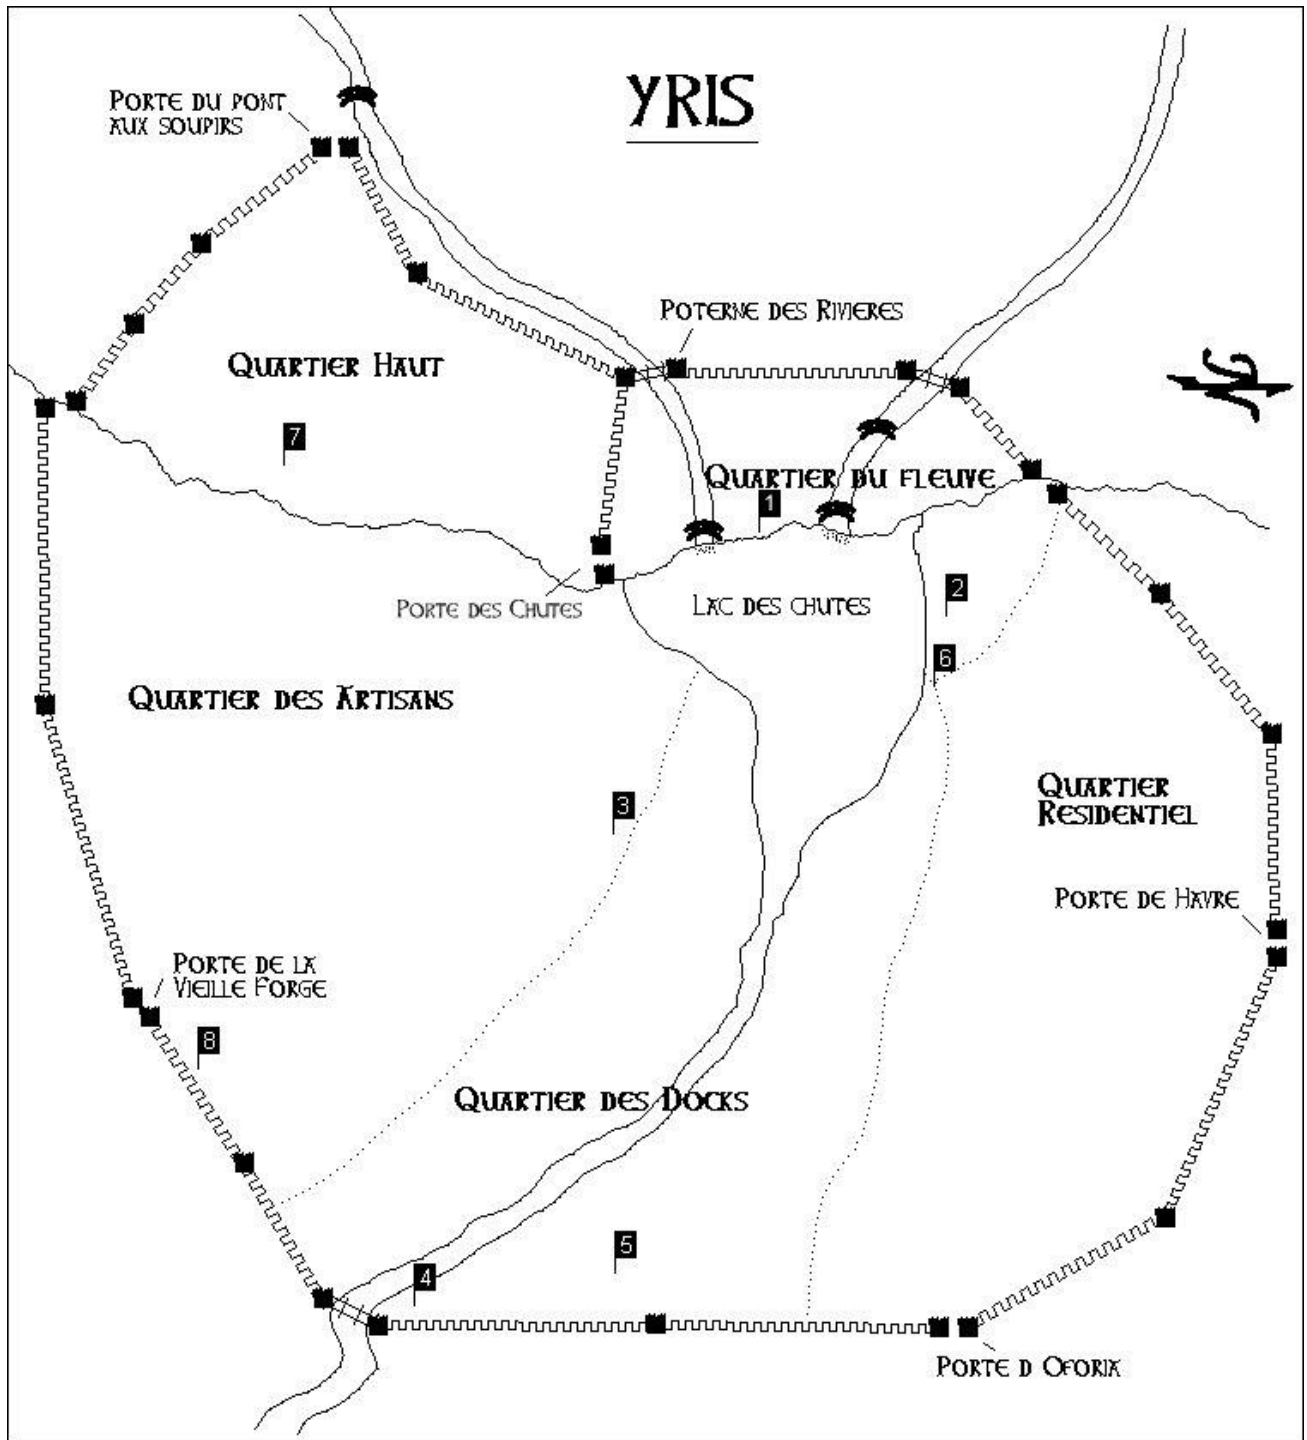 YRIS
PORTE DU PONT
AUX SOUPIRS
POTERNE DES RIVIERES
QUARTIER HAUT
N
7
QUARTIER DU FLEUVE
1
2
PORTE DES CHUTES
LAC DES CHUTES
6
QUARTIER DES ARTISANS
3
QUARTIER
RESIDENTIEL
PORTE DE HAVRE
PORTE DE LA
VIEILLE FORGE
8
QUARTIER DES DOCKS
5
4
PORTE D OFORIA